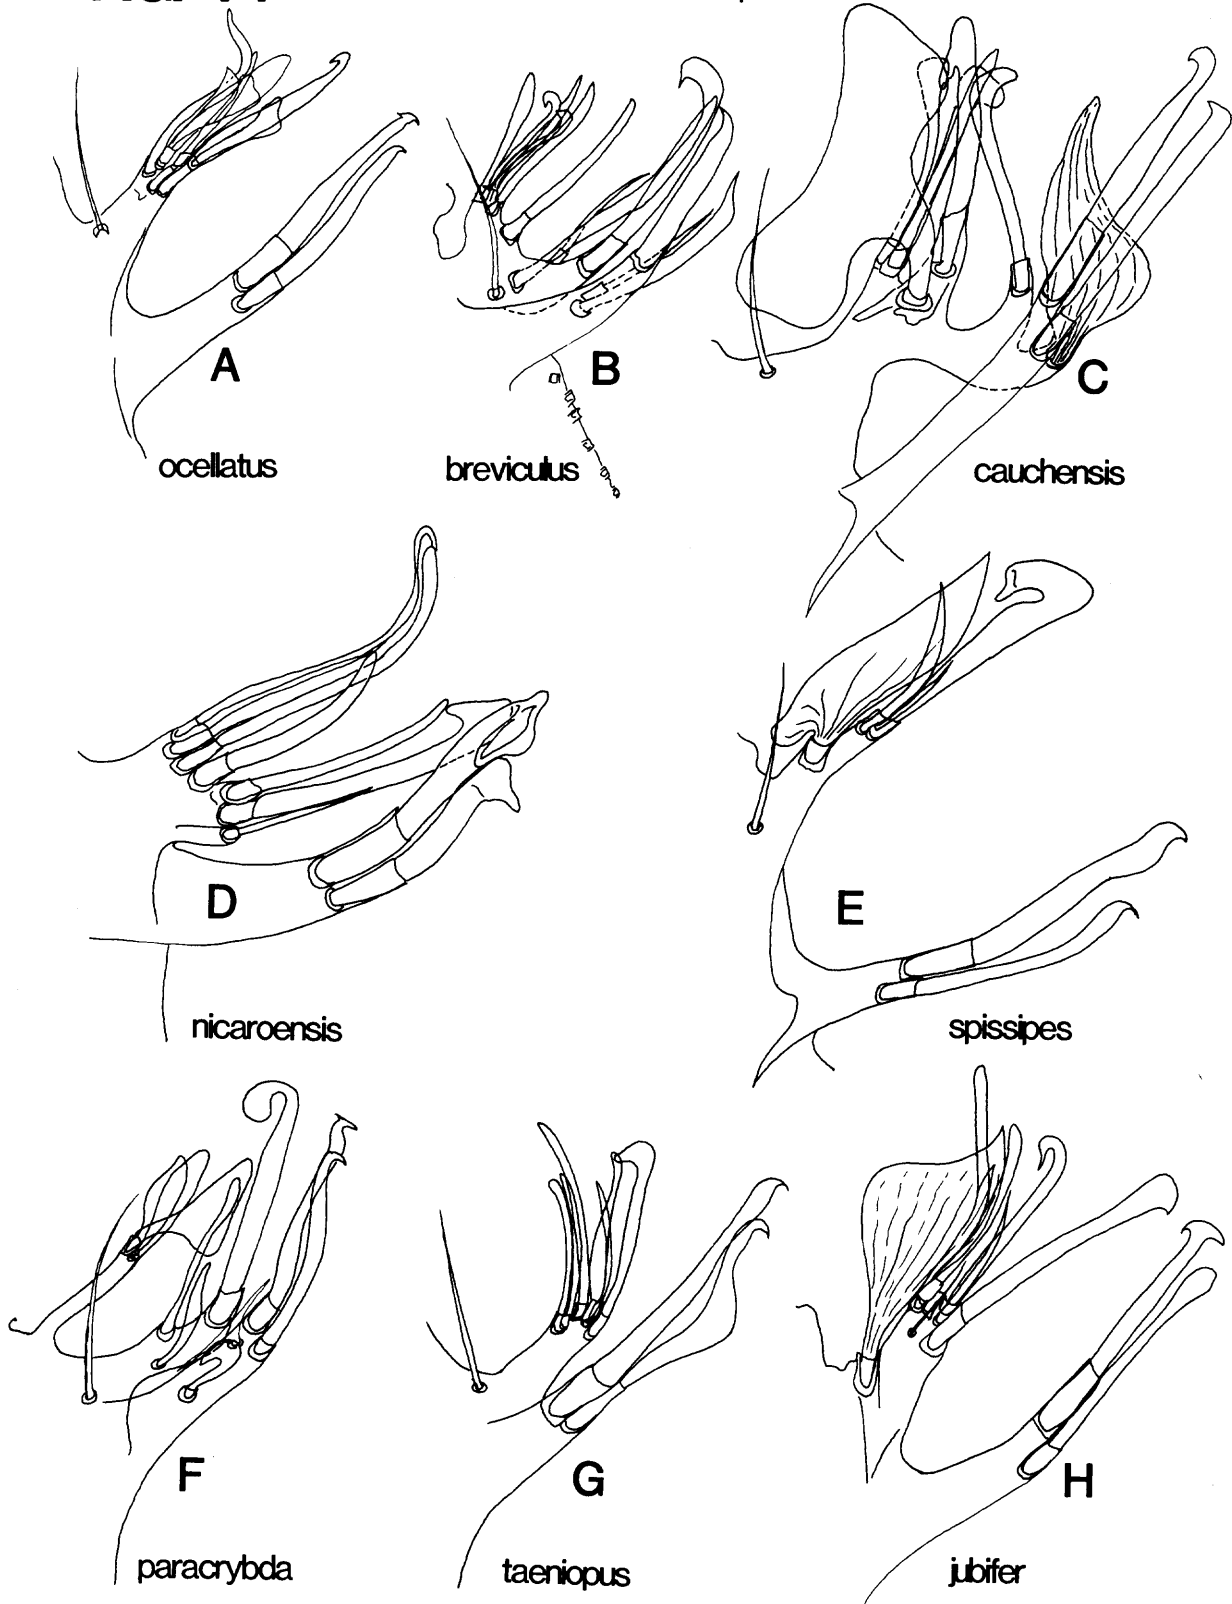 A
B
C
ocellatus
breviculus
cauchensis
D
E
nicaroensis
spissipes
F
G
H
paracrybda
taeniopus
jubifer